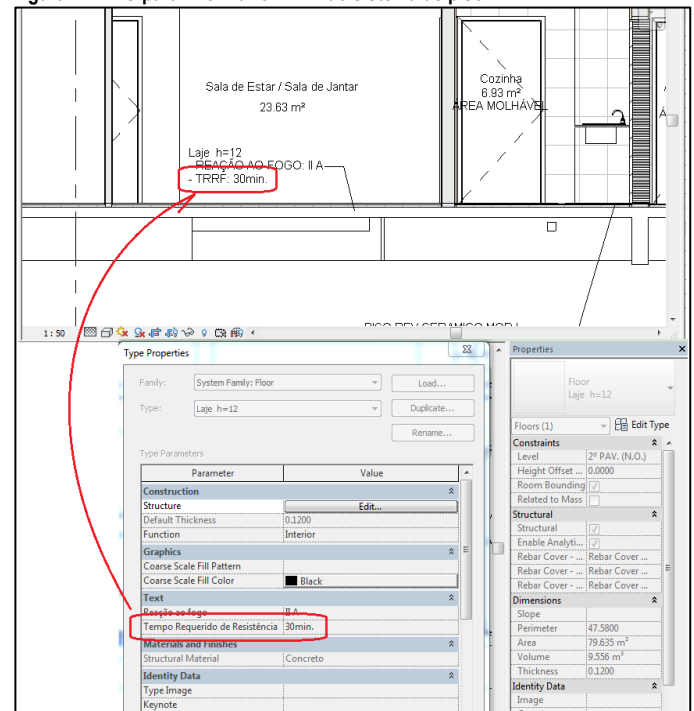 Sala de Estar / Sala de Jantar
23.63 m²
Cozinha
6.93 m²
ÁREA MOLHÁVEL
Laje h=12
- REAÇÃO AO FOGO: II A
- TRRF: 30min.
1 : 50
Type Properties
Family: System Family: Floor Load...
Type: Laje h=12 Duplicate...
Rename...
Type Parameters
Parameter Value
Construction
Structure Edit...
Default Thickness 0.1200
Function Interior
Graphics
Coarse Scale Fill Pattern
Coarse Scale Fill Color Black
Text
Reação ao fogo II A
Tempo Requerido de Resistência 30min.
Materials and Finishes
Structural Material Concreto
Identity Data
Type Image
Keynote
Properties
Floor
Laje h=12
Floors (1) Edit Type
Constraints
Level 2º PAV. (N.O.)
Height Offset ... 0.0000
Room Bounding
Related to Mass
Structural
Structural
Enable Analyti...
Rebar Cover - ... Rebar Cover ...
Rebar Cover - ... Rebar Cover ...
Rebar Cover - ... Rebar Cover ...
Dimensions
Slope
Perimeter 47.5800
Area 79.635 m²
Volume 9.556 m³
Thickness 0.1200
Identity Data
Image